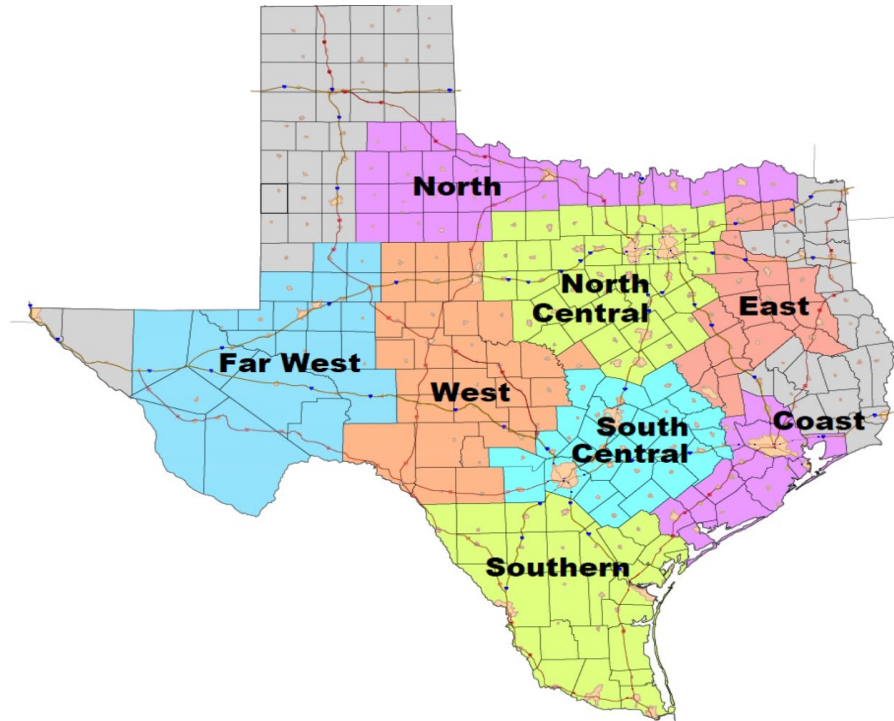 North
North
Central
East
Far West
West
Coast
South
Central
Southern